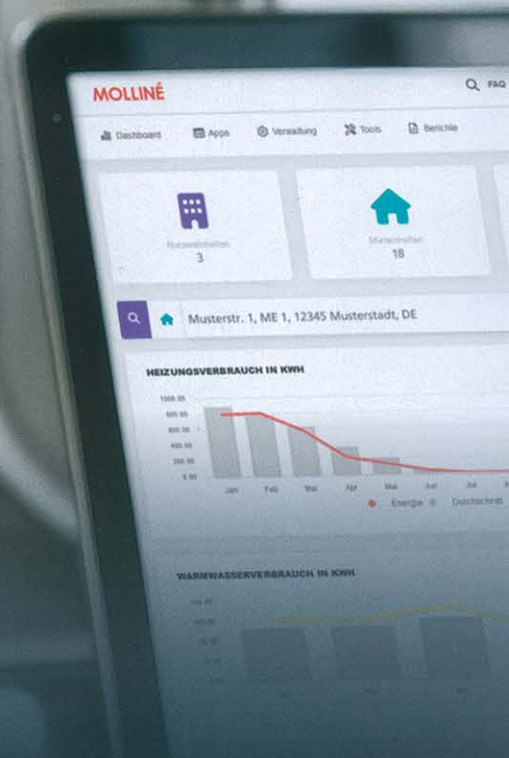 MOLLINÉ
FAQ
Dashboard Apps Verwaltung Tools Berichte
Nutzeinheiten
3
Mieteinheiten
18
Musterstr. 1, ME 1, 12345 Musterstadt, DE
HEIZUNGSVERBRAUCH IN KWH
1000.00
800.00
600.00
400.00
200.00
0.00
Jan Feb Mar Apr Mai Jun Jul
Energie Durchschnitt
WARMWASSERVERBRAUCH IN KWH